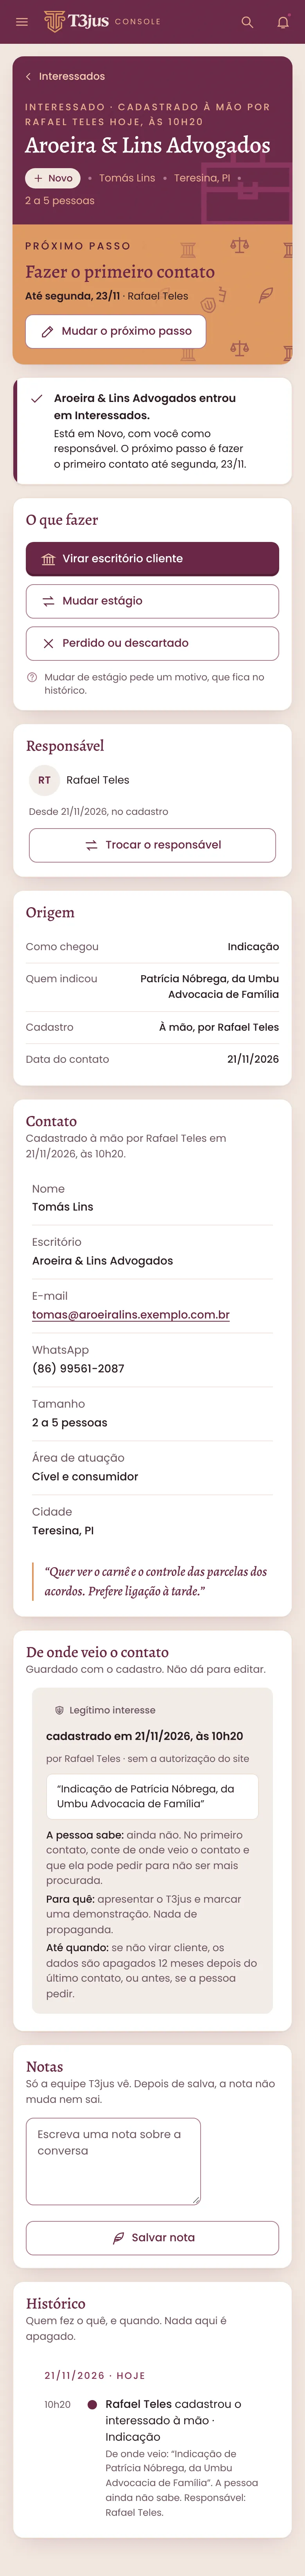 T3jus CONSOLE
Interessados
INTERESSADO · CADASTRADO À MÃO POR
RAFAEL TELES HOJE, ÀS 10H20
Aroeira & Lins Advogados
Novo • Tomás Lins • Teresina, PI •
2 a 5 pessoas
PRÓXIMO PASSO
Fazer o primeiro contato
Até segunda, 23/11 · Rafael Teles
Mudar o próximo passo
Aroeira & Lins Advogados entrou
em Interessados.
Está em Novo, com você como
responsável. O próximo passo é fazer
o primeiro contato até segunda, 23/11.
O que fazer
Virar escritório cliente
Mudar estágio
Perdido ou descartado
Mudar de estágio pede um motivo, que fica no
histórico.
Responsável
RT Rafael Teles
Desde 21/11/2026, no cadastro
Trocar o responsável
Origem
Como chegou Indicação
Quem indicou Patrícia Nóbrega, da Umbu
Advocacia de Família
Cadastro À mão, por Rafael Teles
Data do contato 21/11/2026
Contato
Cadastrado à mão por Rafael Teles em
21/11/2026, às 10h20.
Nome
Tomás Lins
Escritório
Aroeira & Lins Advogados
E-mail
tomas@aroeiralins.exemplo.com.br
WhatsApp
(86) 99561-2087
Tamanho
2 a 5 pessoas
Área de atuação
Cível e consumidor
Cidade
Teresina, PI
“Quer ver o carnê e o controle das parcelas dos
acordos. Prefere ligação à tarde.”
De onde veio o contato
Guardado com o cadastro. Não dá para editar.
Legítimo interesse
cadastrado em 21/11/2026, às 10h20
por Rafael Teles · sem a autorização do site
“Indicação de Patrícia Nóbrega, da
Umbu Advocacia de Família”
A pessoa sabe: ainda não. No primeiro
contato, conte de onde veio o contato e
que ela pode pedir para não ser mais
procurada.
Para quê: apresentar o T3jus e marcar
uma demonstração. Nada de
propaganda.
Até quando: se não virar cliente, os
dados são apagados 12 meses depois do
último contato, ou antes, se a pessoa
pedir.
Notas
Só a equipe T3jus vê. Depois de salva, a nota não
muda nem sai.
Escreva uma nota sobre a
conversa
Salvar nota
Histórico
Quem fez o quê, e quando. Nada aqui é
apagado.
21/11/2026 · HOJE
10h20 Rafael Teles cadastrou o
interessado à mão ·
Indicação
De onde veio: “Indicação de
Patrícia Nóbrega, da Umbu
Advocacia de Família”. A pessoa
ainda não sabe. Responsável:
Rafael Teles.